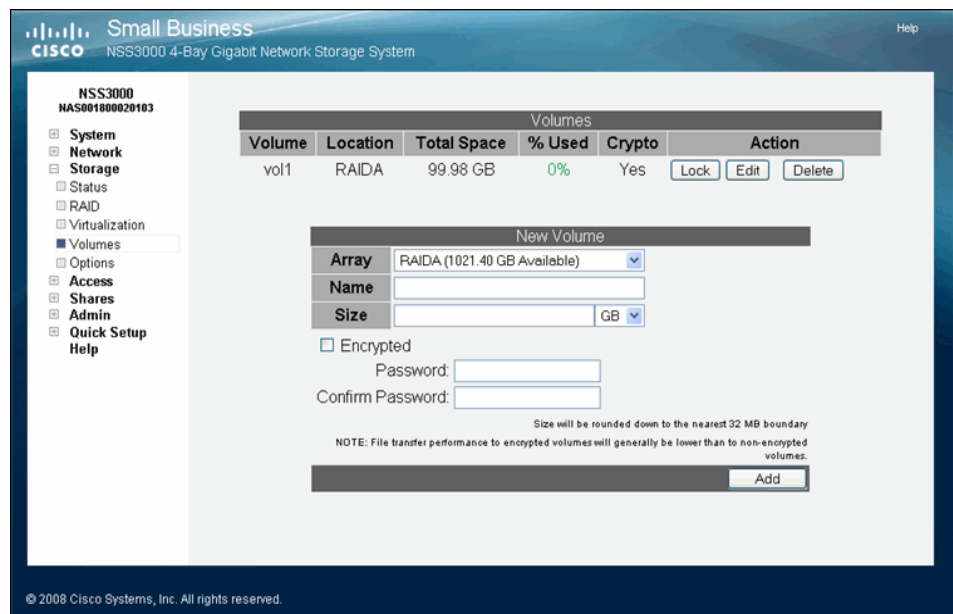 Small Business
CISCO NSS3000 4-Bay Gigabit Network Storage System
Help
NSS3000
NAS001800020103
System
Network
Storage
Status
RAID
Virtualization
Volumes
Options
Access
Shares
Admin
Quick Setup
Help
Volumes
Volume Location Total Space % Used Crypto Action
vol1 RAIDA 99.98 GB 0% Yes Lock Edit Delete
New Volume
Array RAIDA (1021.40 GB Available)
Name
Size GB
Encrypted
Password:
Confirm Password:
Size will be rounded down to the nearest 32 MB boundary
NOTE: File transfer performance to encrypted volumes will generally be lower than to non-encrypted
volumes.
Add
© 2008 Cisco Systems, Inc. All rights reserved.